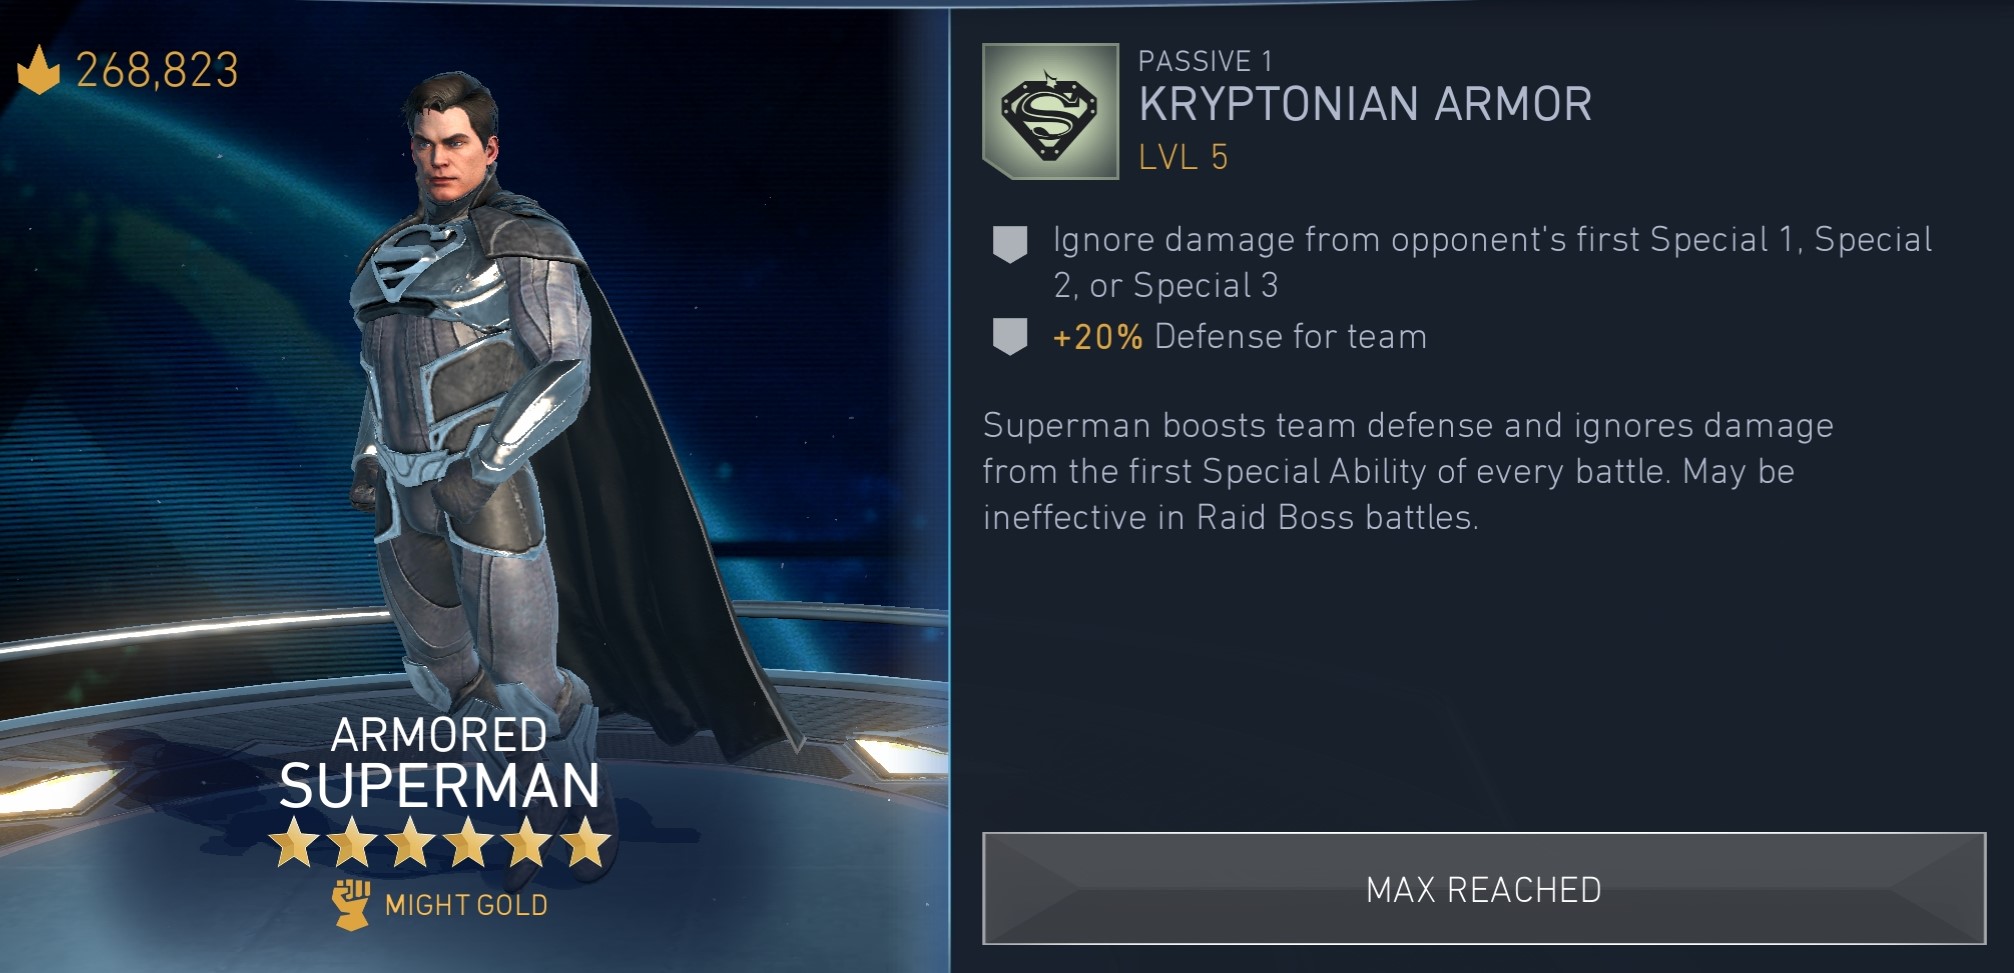 268,823
ARMORED
SUPERMAN
MIGHT GOLD
PASSIVE 1
KRYPTONIAN ARMOR
LVL 5
Ignore damage from opponent's first Special 1, Special
2, or Special 3
+20% Defense for team
Superman boosts team defense and ignores damage
from the first Special Ability of every battle. May be
ineffective in Raid Boss battles.
MAX REACHED